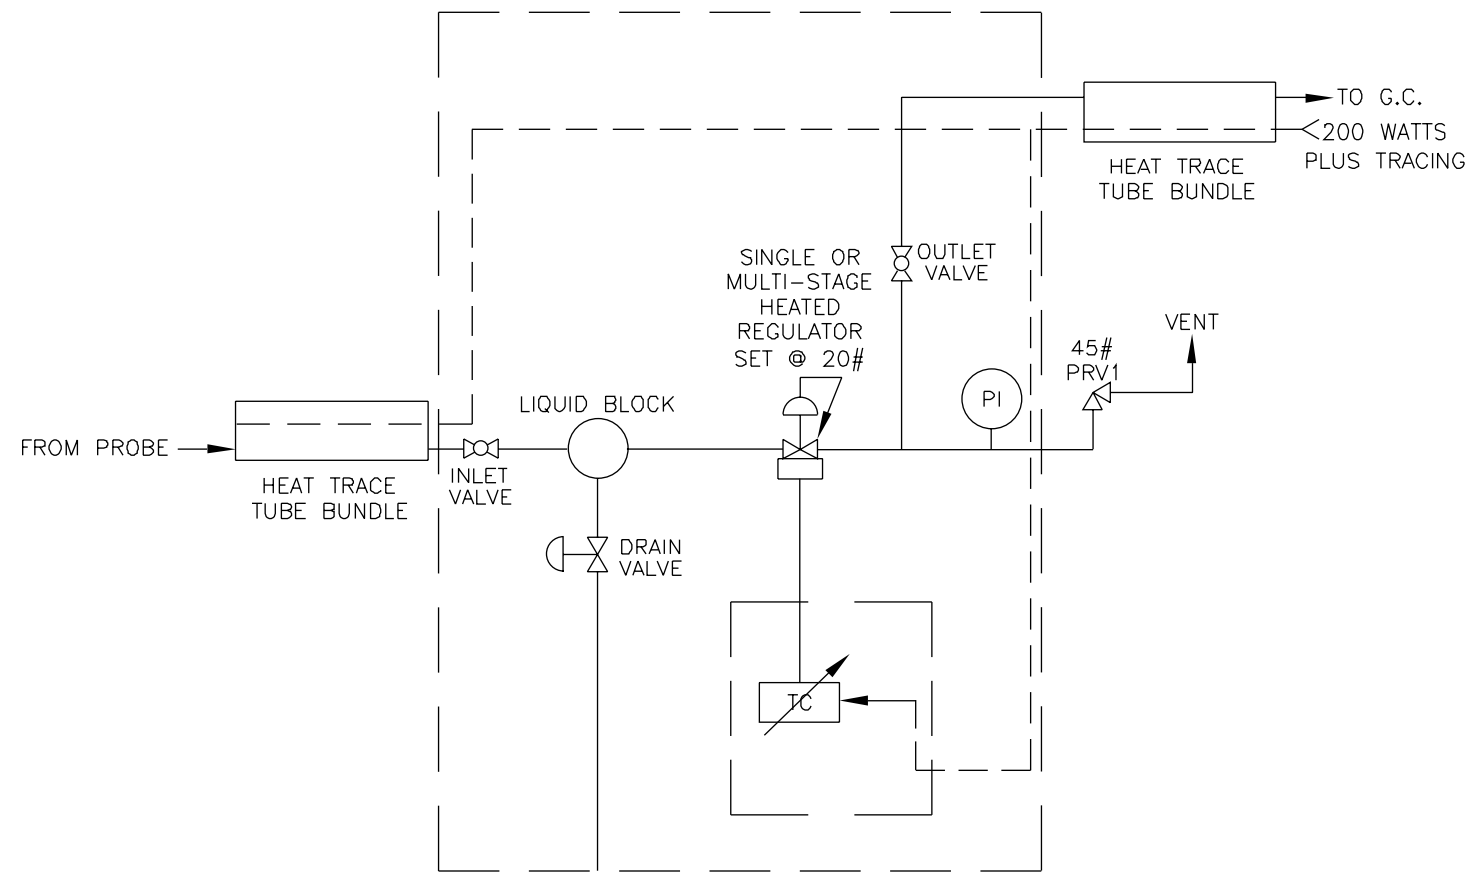 TO G.C.
200 WATTS
PLUS TRACING
HEAT TRACE
TUBE BUNDLE
OUTLET
VALVE
SINGLE OR
MULTI-STAGE
HEATED
REGULATOR
SET @ 20#
VENT
45#
PRV1
PI
LIQUID BLOCK
FROM PROBE
INLET
VALVE
HEAT TRACE
TUBE BUNDLE
DRAIN
VALVE
TC